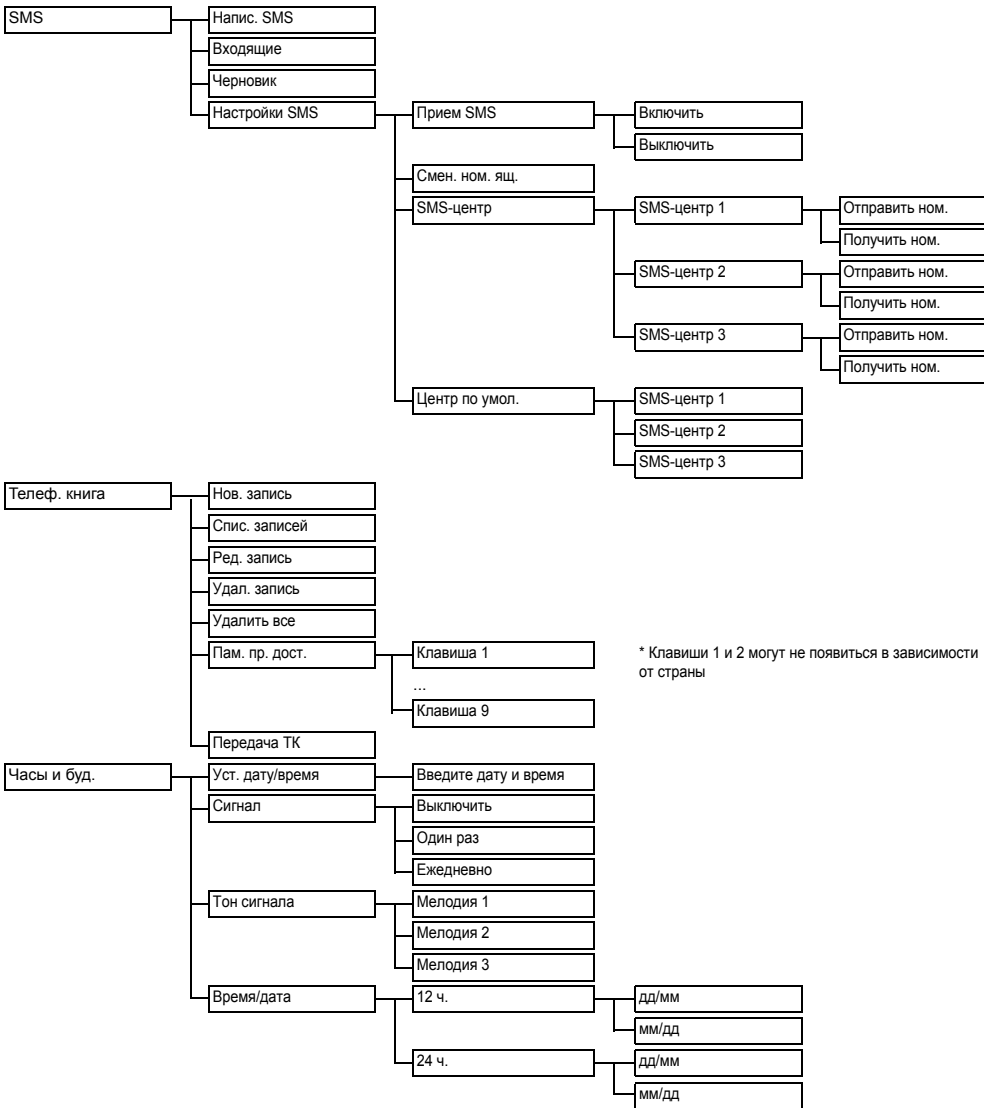 SMS
Напис. SMS
Входящие
Черновик
Настройки SMS
Прием SMS
Включить
Выключить
Смен. ном. ящ.
SMS-центр
SMS-центр 1
Отправить ном.
Получить ном.
SMS-центр 2
Отправить ном.
Получить ном.
SMS-центр 3
Отправить ном.
Получить ном.
Центр по умол.
SMS-центр 1
SMS-центр 2
SMS-центр 3
Телеф. книга
Нов. запись
Спис. записей
Ред. запись
Удал. запись
Удалить все
Пам. пр. дост.
Клавиша 1
...
Клавиша 9
* Клавиши 1 и 2 могут не появиться в зависимости
от страны
Передача ТК
Часы и буд.
Уст. дату/время
Введите дату и время
Сигнал
Выключить
Один раз
Ежедневно
Тон сигнала
Мелодия 1
Мелодия 2
Мелодия 3
Время/дата
12 ч.
дд/мм
мм/дд
24 ч.
дд/мм
мм/дд